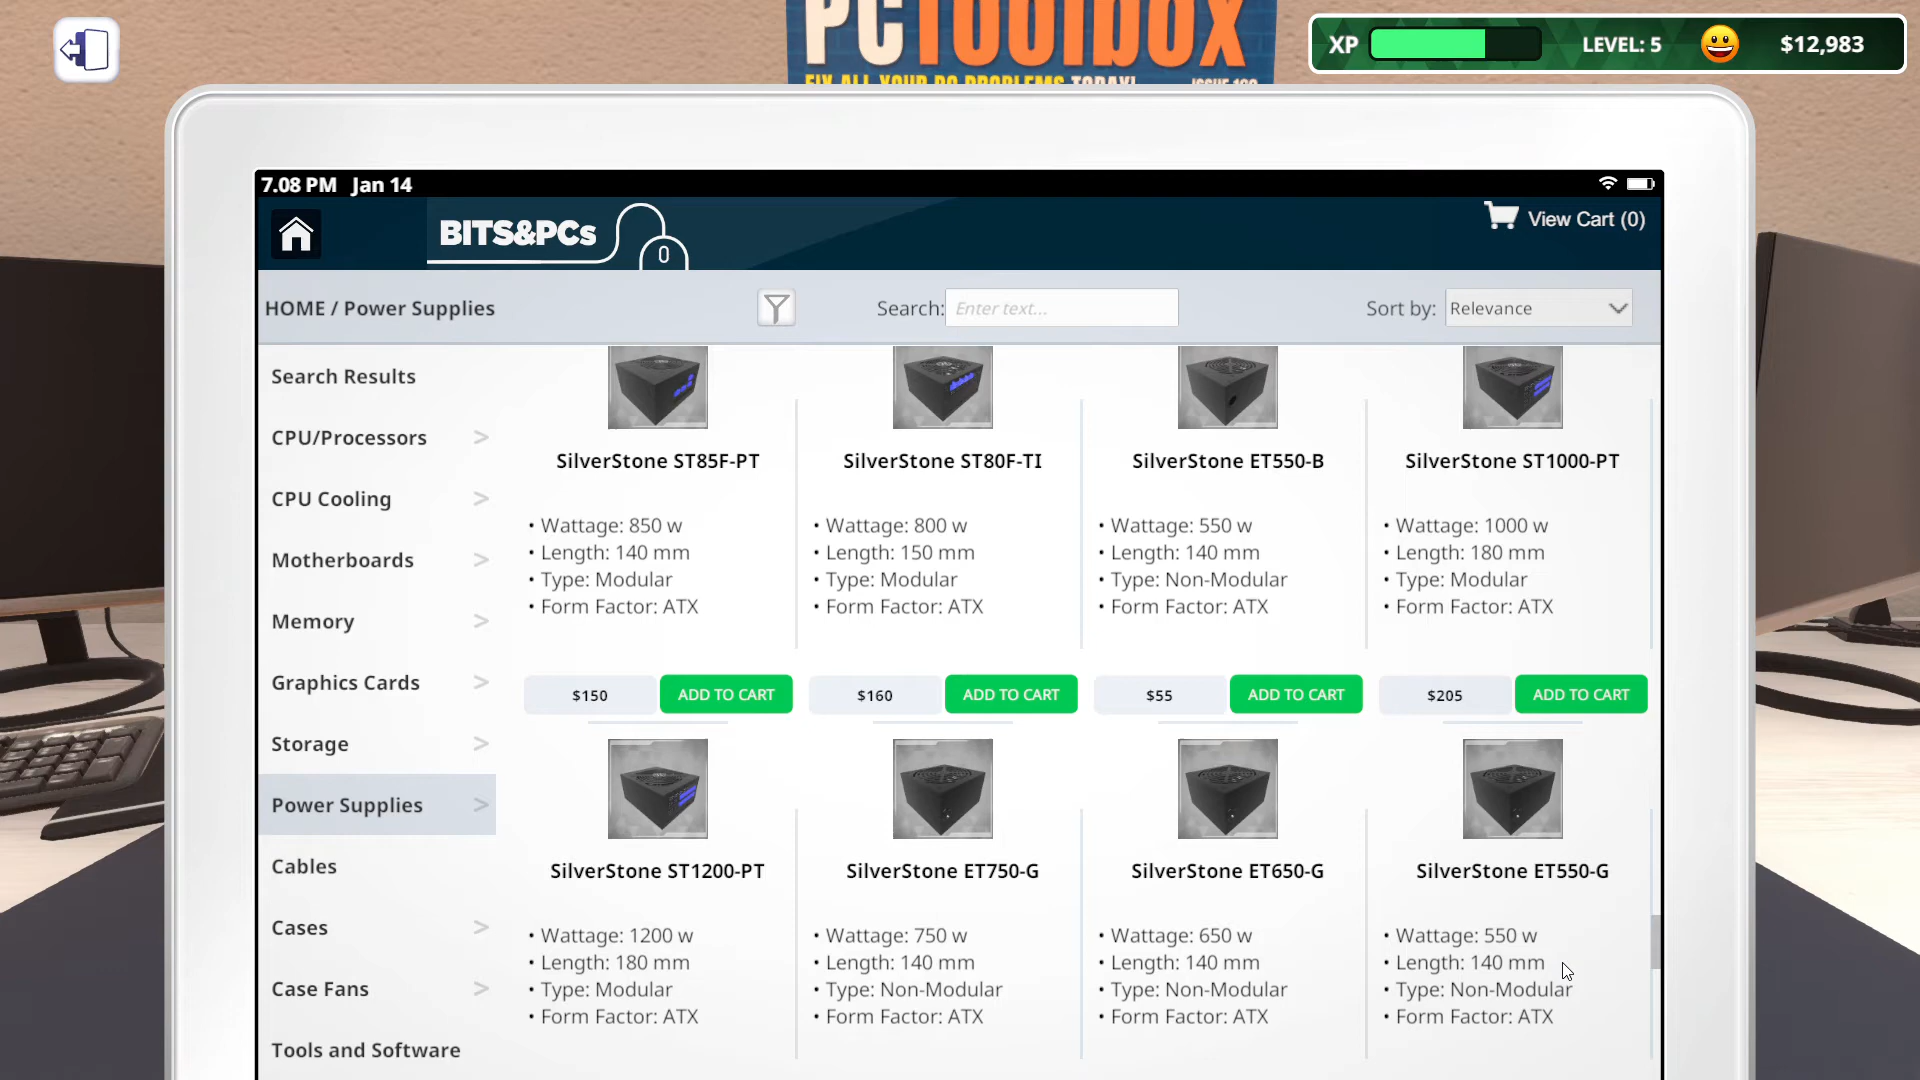 PCToolbox
FIX ALL YOUR PC PROBLEMS TODAY!
XP
LEVEL: 5
$12,983
7.08 PM Jan 14
BITS&PCs
View Cart (0)
HOME / Power Supplies
Search:
Enter text...
Sort by:
Relevance
Search Results
CPU/Processors >
CPU Cooling >
Motherboards >
Memory >
Graphics Cards >
Storage >
Power Supplies >
Cables
Cases >
Case Fans >
Tools and Software
SilverStone ST85F-PT
• Wattage: 850 w
• Length: 140 mm
• Type: Modular
• Form Factor: ATX
$150
ADD TO CART
SilverStone ST80F-TI
• Wattage: 800 w
• Length: 150 mm
• Type: Modular
• Form Factor: ATX
$160
ADD TO CART
SilverStone ET550-B
• Wattage: 550 w
• Length: 140 mm
• Type: Non-Modular
• Form Factor: ATX
$55
ADD TO CART
SilverStone ST1000-PT
• Wattage: 1000 w
• Length: 180 mm
• Type: Modular
• Form Factor: ATX
$205
ADD TO CART
SilverStone ST1200-PT
• Wattage: 1200 w
• Length: 180 mm
• Type: Modular
• Form Factor: ATX
SilverStone ET750-G
• Wattage: 750 w
• Length: 140 mm
• Type: Non-Modular
• Form Factor: ATX
SilverStone ET650-G
• Wattage: 650 w
• Length: 140 mm
• Type: Non-Modular
• Form Factor: ATX
SilverStone ET550-G
• Wattage: 550 w
• Length: 140 mm
• Type: Non-Modular
• Form Factor: ATX